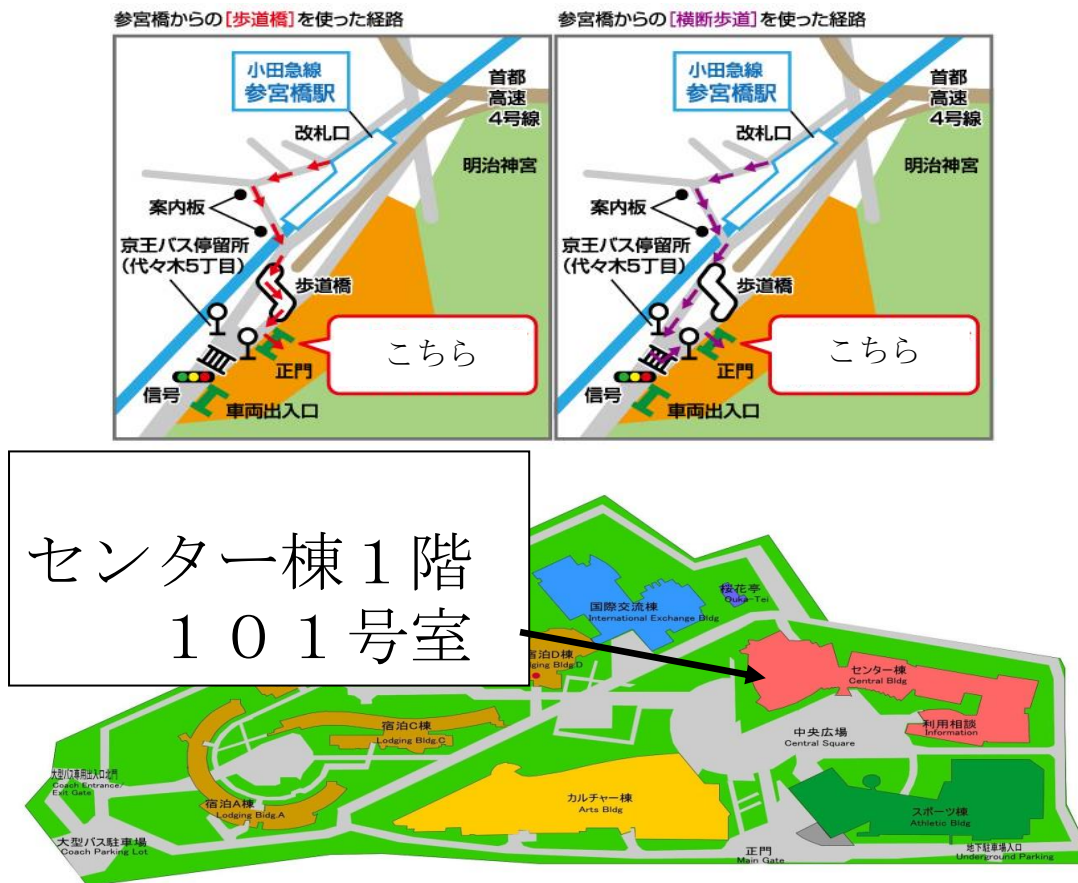 参宮橋からの[歩道橋]を使った経路
小田急線
参宮橋駅
首都
高速
4号線
改札口
明治神宮
案内板
京王バス停留所
(代々木5丁目)
歩道橋
こちら
正門
信号
車両出入口
参宮橋からの[横断歩道]を使った経路
小田急線
参宮橋駅
首都
高速
4号線
改札口
明治神宮
案内板
京王バス停留所
(代々木5丁目)
歩道橋
こちら
正門
信号
車両出入口
センター棟1階
101号室
国際交流棟
International Exchange Bldg
桜花亭
Ouka-Tei
宿泊D棟
ging Bldg.D
センター棟
Central Bldg
利用相談
Information
中央広場
Central Square
宿泊C棟
Lodging Bldg.C
大型バス専用出入口北門
Coach Entrance/
Exit Gate
宿泊A棟
Lodging Bldg.A
カルチャー棟
Arts Bldg
スポーツ棟
Athletic Bldg
大型バス駐車場
Coach Parking Lot
正門
Main Gate
地下駐車場入口
Underground Parking